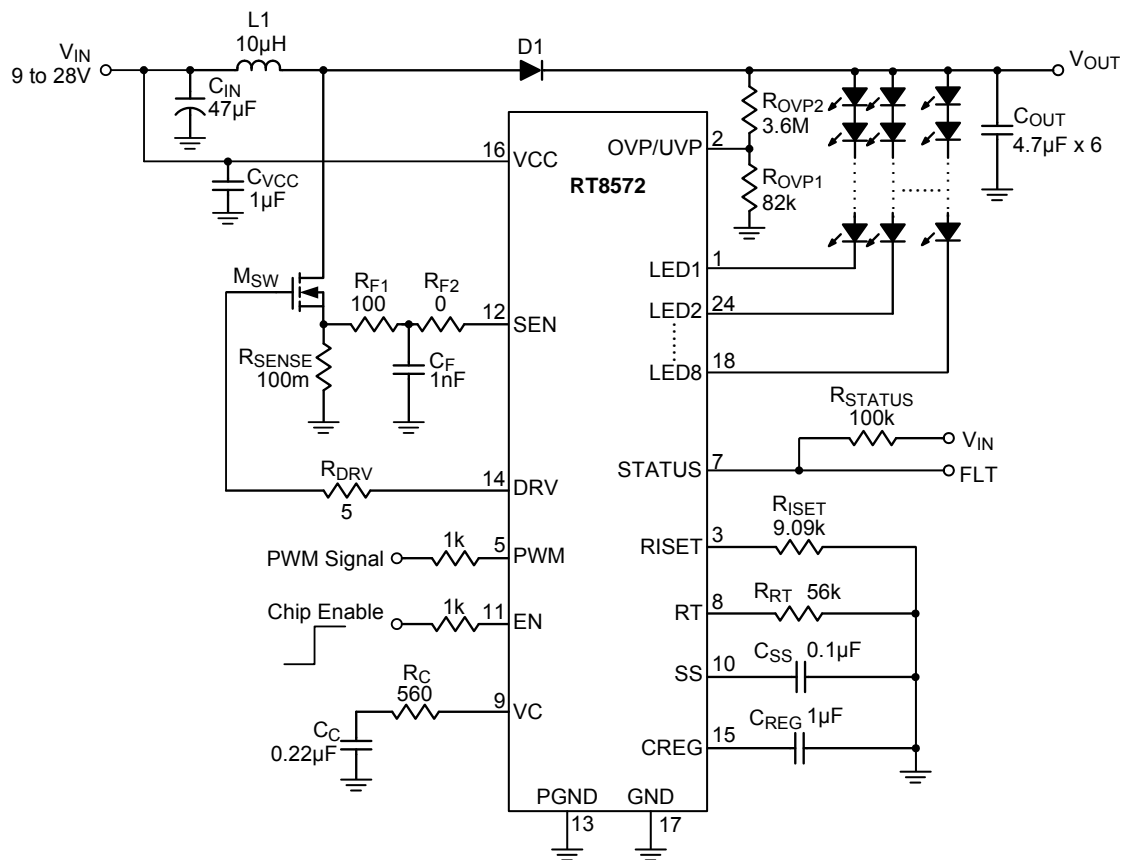 L1
10µH
VIN
9 to 28V
D1
VOUT
CIN
47µF
ROVP2
3.6M
COUT
4.7µF x 6
16
VCC
OVP/UVP
2
RT8572
CVCC
1µF
ROVP1
82k
LED1
1
MSW
RF1
100
RF2
0
12
SEN
LED2
24
RSENSE
100m
CF
1nF
LED8
18
RSTATUS
100k
VIN
STATUS
7
FLT
RDRV
5
14
DRV
RISET
9.09k
RISET
3
PWM Signal
1k
5
PWM
RRT 56k
RT
8
Chip Enable
1k
11
EN
CSS 0.1µF
SS
10
RC
560
9
VC
CC
0.22µF
CREG 1µF
CREG
15
PGND
GND
13
17